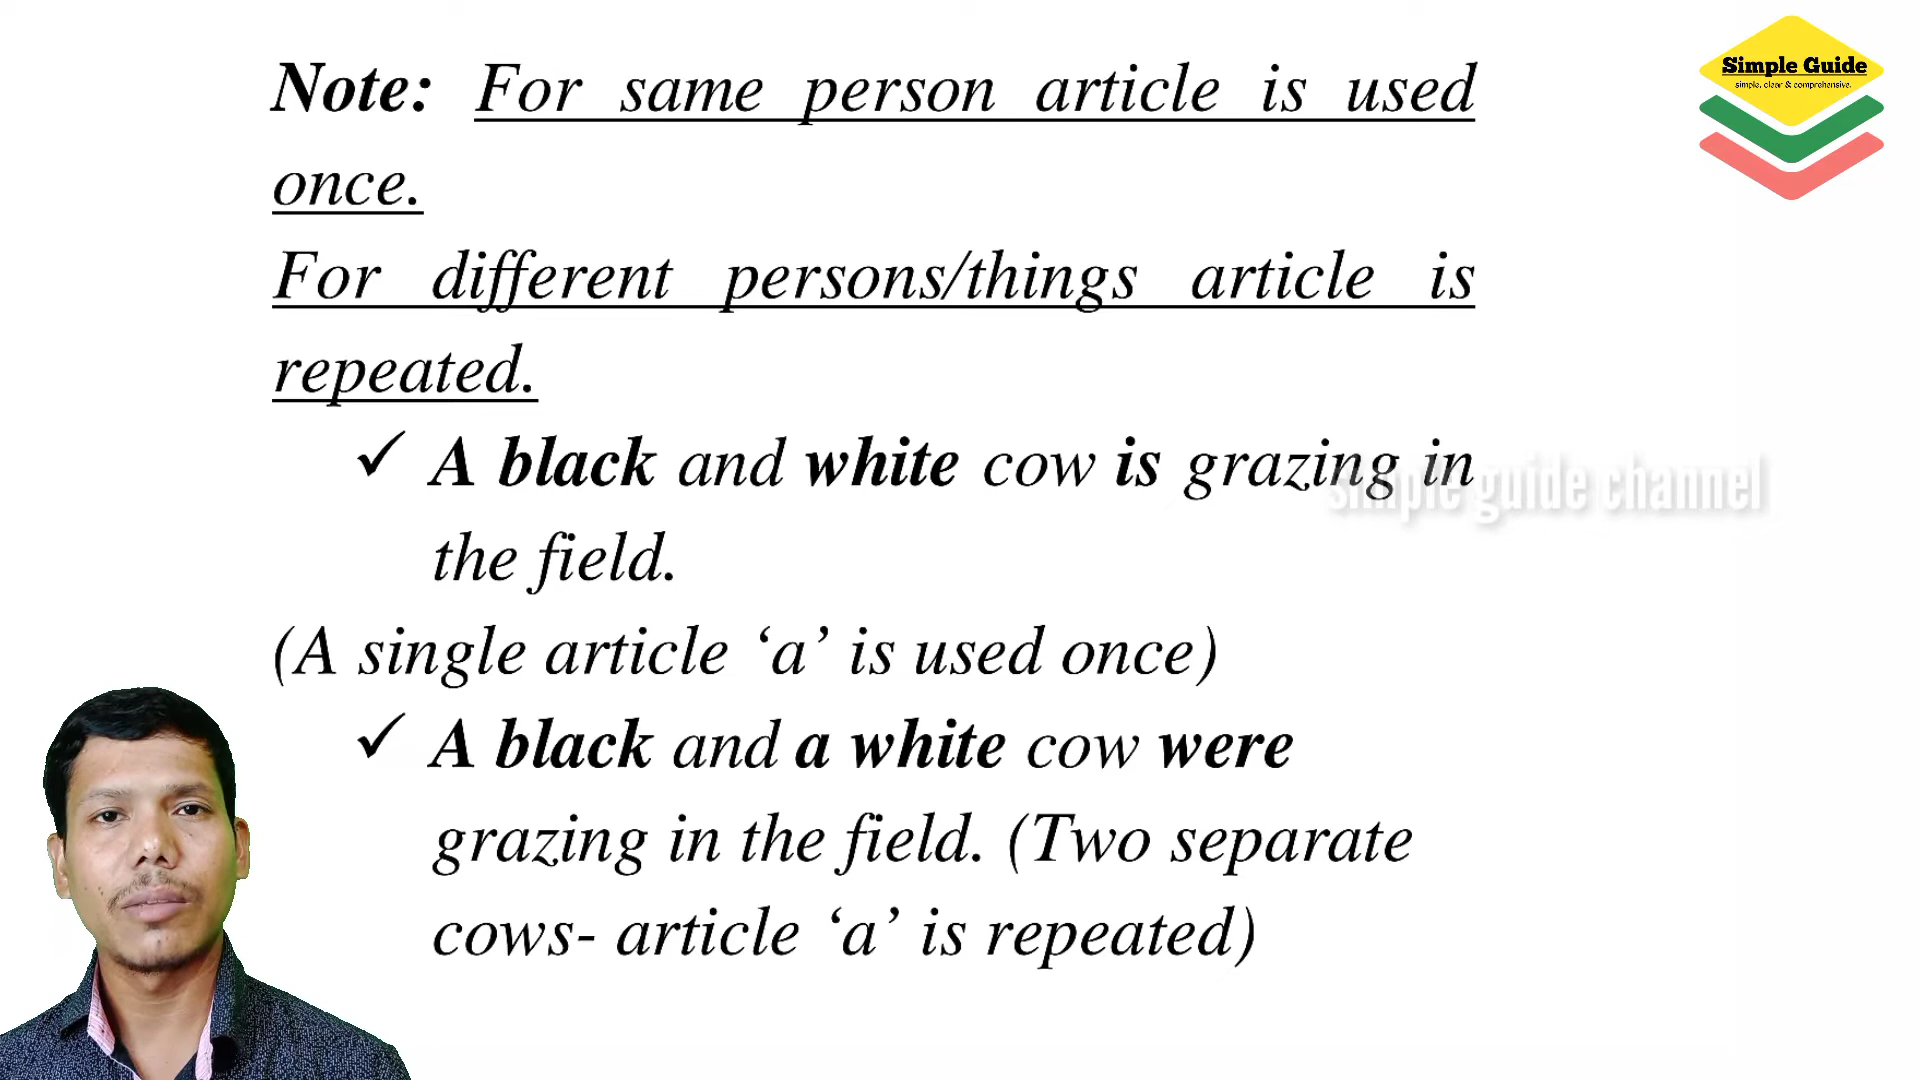 Note: For same person article is used
once.
For different persons/things article is
repeated.
✓ A black and white cow is grazing in
the field.
(A single article ‘a’ is used once)
✓ A black and a white cow were
grazing in the field. (Two separate
cows- article ‘a’ is repeated)
Simple Guide
simple, clear & comprehensive.
simple guide channel